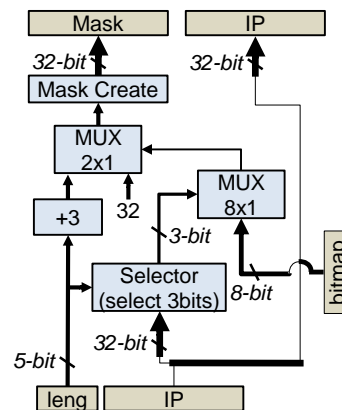 Mask
IP
32-bit
32-bit
Mask Create
MUX
2x1
MUX
8x1
+3
32
3-bit
Selector
(select 3bits)
8-bit
bitmap
32-bit
5-bit
leng
IP